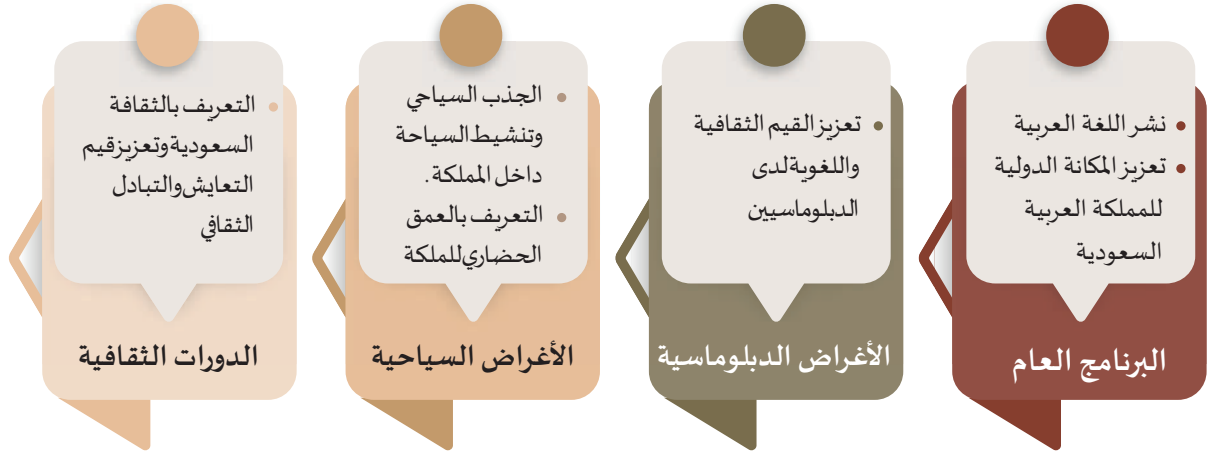 • نشر اللغة العربية
• تعزيز المكانة الدولية
للمملكة العربية
السعودية
البرنامج العام
• تعزيز القيم الثقافية
واللغوية لدى
الدبلوماسيين
الأغراض الدبلوماسية
• الجذب السياحي
وتنشيط السياحة
داخل المملكة.
• التعريف بالعمق
الحضاري للملكة
الأغراض السياحية
• التعريف بالثقافة
السعودية وتعزيز قيم
التعايش والتبادل
الثقافي
الدورات الثقافية